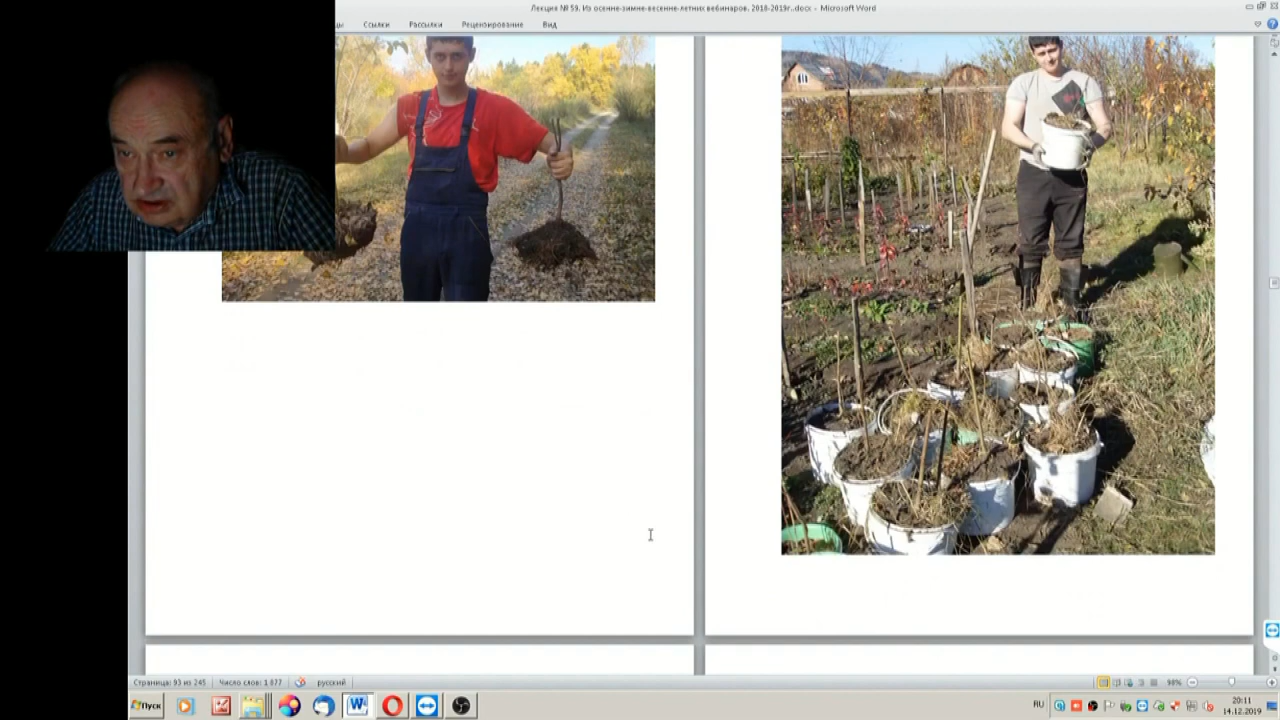 Лекция № 59. Из осенне-зимне-весенне-летних вебинаров. 2018-2019г..docx - Microsoft Word
Ссылки Рассылки Рецензирование Вид
Страница: 93 из 245 Число слов: 1 877 русский 98%
Пуск RU 20:11
14.12.2019